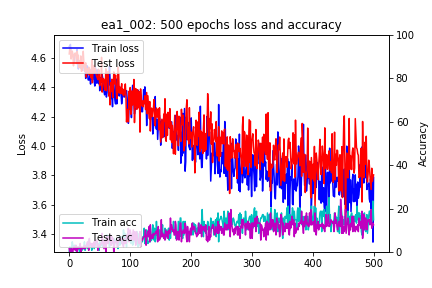 ea1_002: 500 epochs loss and accuracy
Train loss
Test loss
Train acc
Test acc
Loss
4.6
4.4
4.2
4.0
3.8
3.6
3.4
100
80
60
40
20
0
Accuracy
0 100 200 300 400 500